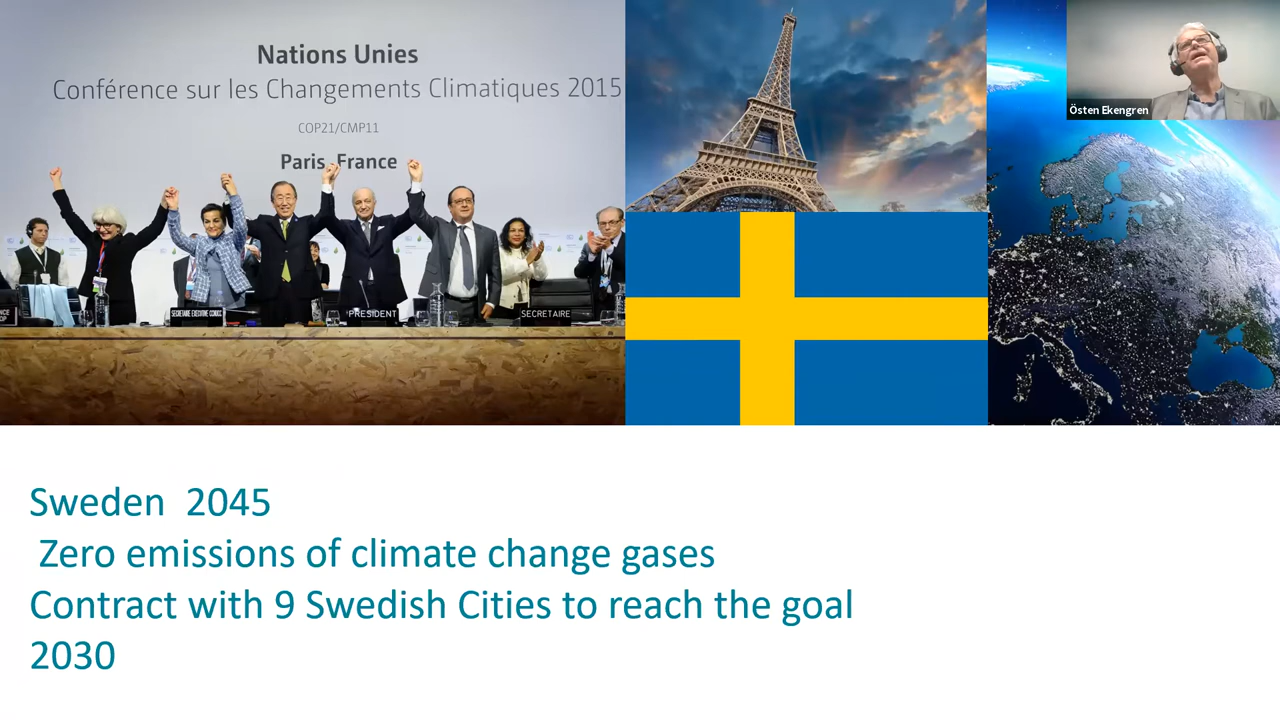 Nations Unies
Conférence sur les Changements Climatiques 2015
COP21/CMP11
Paris, France
PRESIDENT
SECRETAIRE
Östen Ekengren
Sweden 2045
Zero emissions of climate change gases
Contract with 9 Swedish Cities to reach the goal
2030